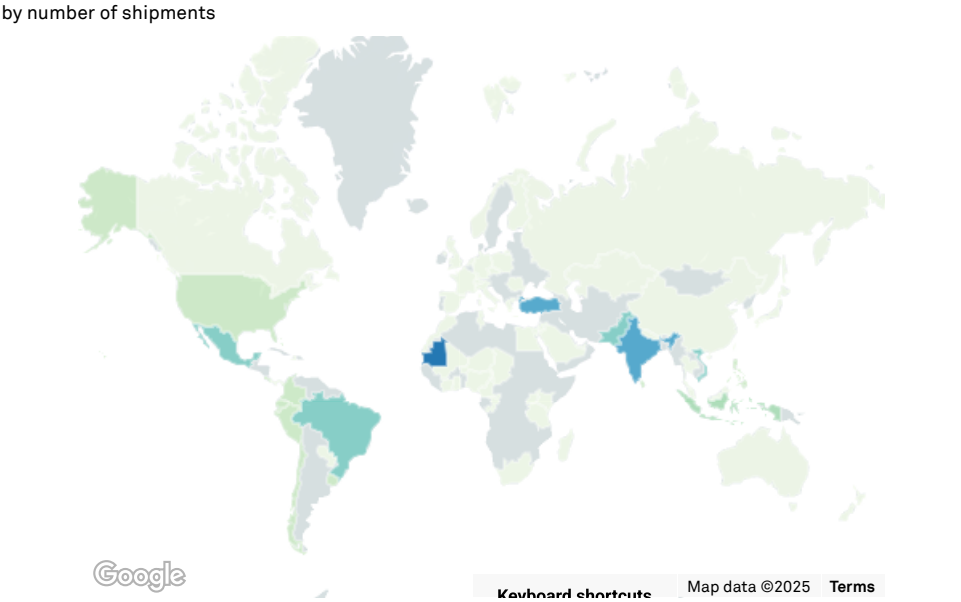 by number of shipments
Google
Keyboard shortcuts
Map data ©2025
Terms